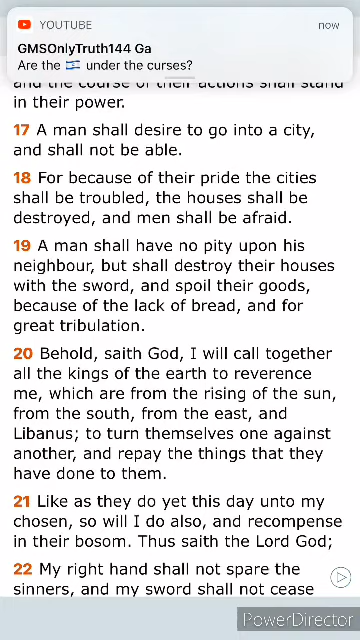 YOUTUBE
now
GMSOnlyTruth144 Ga
Are the 🇮🇱 under the curses?
and the course of their actions shall stand
in their power.
17 A man shall desire to go into a city,
and shall not be able.
18 For because of their pride the cities
shall be troubled, the houses shall be
destroyed, and men shall be afraid.
19 A man shall have no pity upon his
neighbour, but shall destroy their houses
with the sword, and spoil their goods,
because of the lack of bread, and for
great tribulation.
20 Behold, saith God, I will call together
all the kings of the earth to reverence
me, which are from the rising of the sun,
from the south, from the east, and
Libanus; to turn themselves one against
another, and repay the things that they
have done to them.
21 Like as they do yet this day unto my
chosen, so will I do also, and recompense
in their bosom. Thus saith the Lord God;
22 My right hand shall not spare the
sinners, and my sword shall not cease
PowerDirector